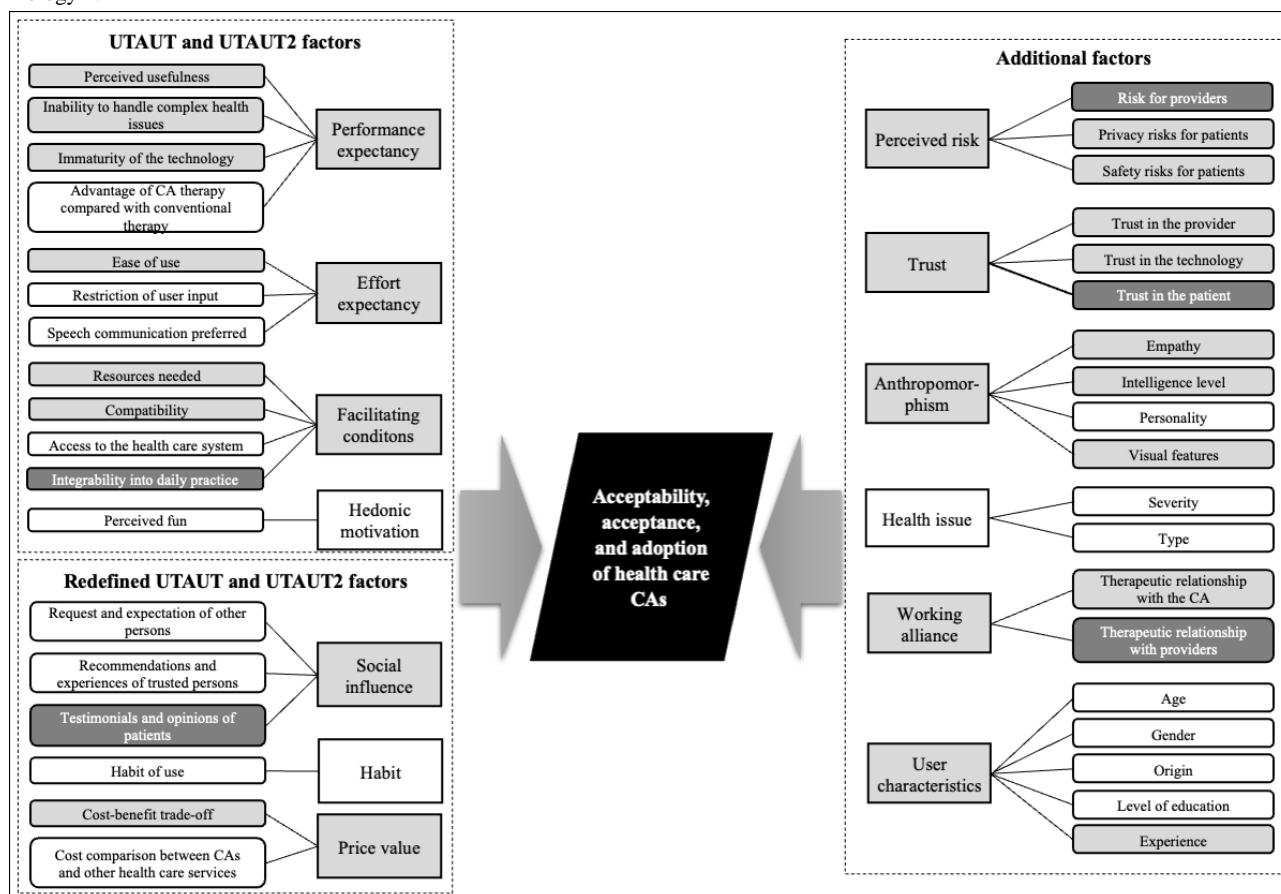 UTAUT and UTAUT2 factors
Perceived usefulness
Inability to handle complex health
issues
Immaturity of the technology
Advantage of CA therapy
compared with conventional
therapy
Performance
expectancy
Ease of use
Restriction of user input
Speech communication preferred
Effort
expectancy
Resources needed
Compatibility
Access to the health care system
Integrability into daily practice
Facilitating
conditons
Perceived fun
Hedonic
motivation
Redefined UTAUT and UTAUT2 factors
Request and expectation of other
persons
Recommendations and
experiences of trusted persons
Testimonials and opinions of
patients
Social
influence
Habit of use
Habit
Cost-benefit trade-off
Cost comparison between CAs
and other health care services
Price value
Acceptability,
acceptance,
and adoption
of health care
CAs
Additional factors
Perceived risk
Risk for providers
Privacy risks for patients
Safety risks for patients
Trust
Trust in the provider
Trust in the technology
Trust in the patient
Anthropomor-
phism
Empathy
Intelligence level
Personality
Visual features
Health issue
Severity
Type
Working
alliance
Therapeutic relationship
with the CA
Therapeutic relationship
with providers
User
characteristics
Age
Gender
Origin
Level of education
Experience